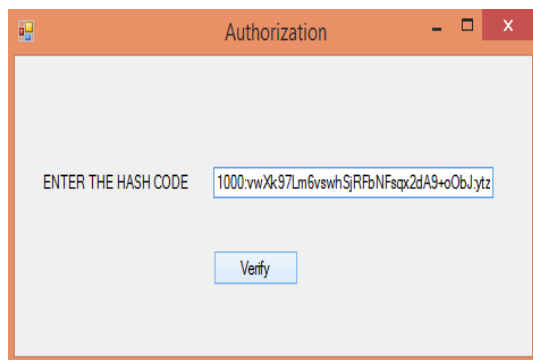 Authorization
ENTER THE HASH CODE 1000:vwXk97Lm6vswhSjRFbNFsqx2dA9+oObJ:ytz
Verify